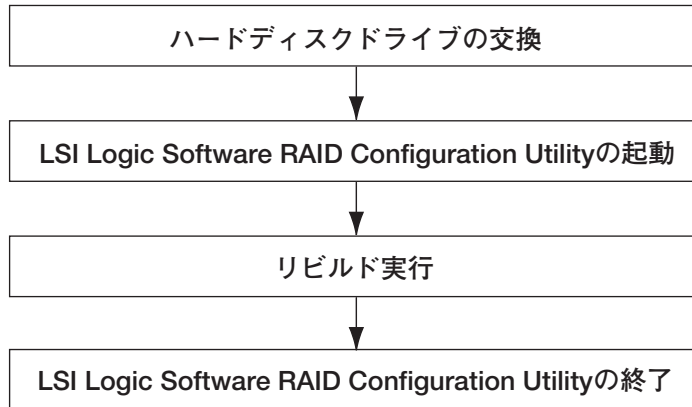 ハードディスクドライブの交換
LSI Logic Software RAID Configuration Utilityの起動
リビルド実行
LSI Logic Software RAID Configuration Utilityの終了